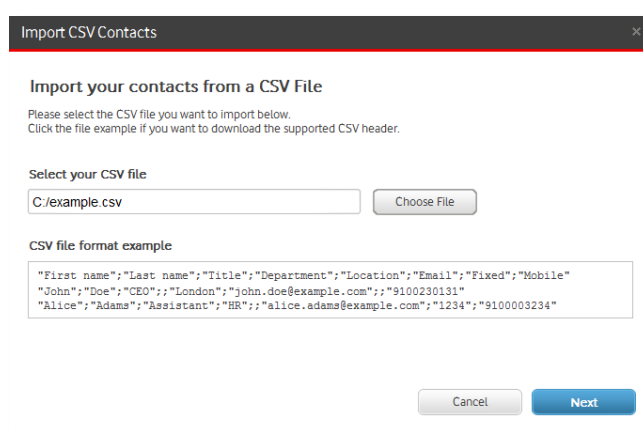 Import CSV Contacts
×
Import your contacts from a CSV File
Please select the CSV file you want to import below.
Click the file example if you want to download the supported CSV header.
Select your CSV file
C:/example.csv
Choose File
CSV file format example
"First name";"Last name";"Title";"Department";"Location";"Email";"Fixed";"Mobile"
"John";"Doe";"CEO";;"London";"john.doe@example.com";;"9100230131"
"Alice";"Adams";"Assistant";"HR";;"alice.adams@example.com";"1234";"9100003234"
Cancel
Next